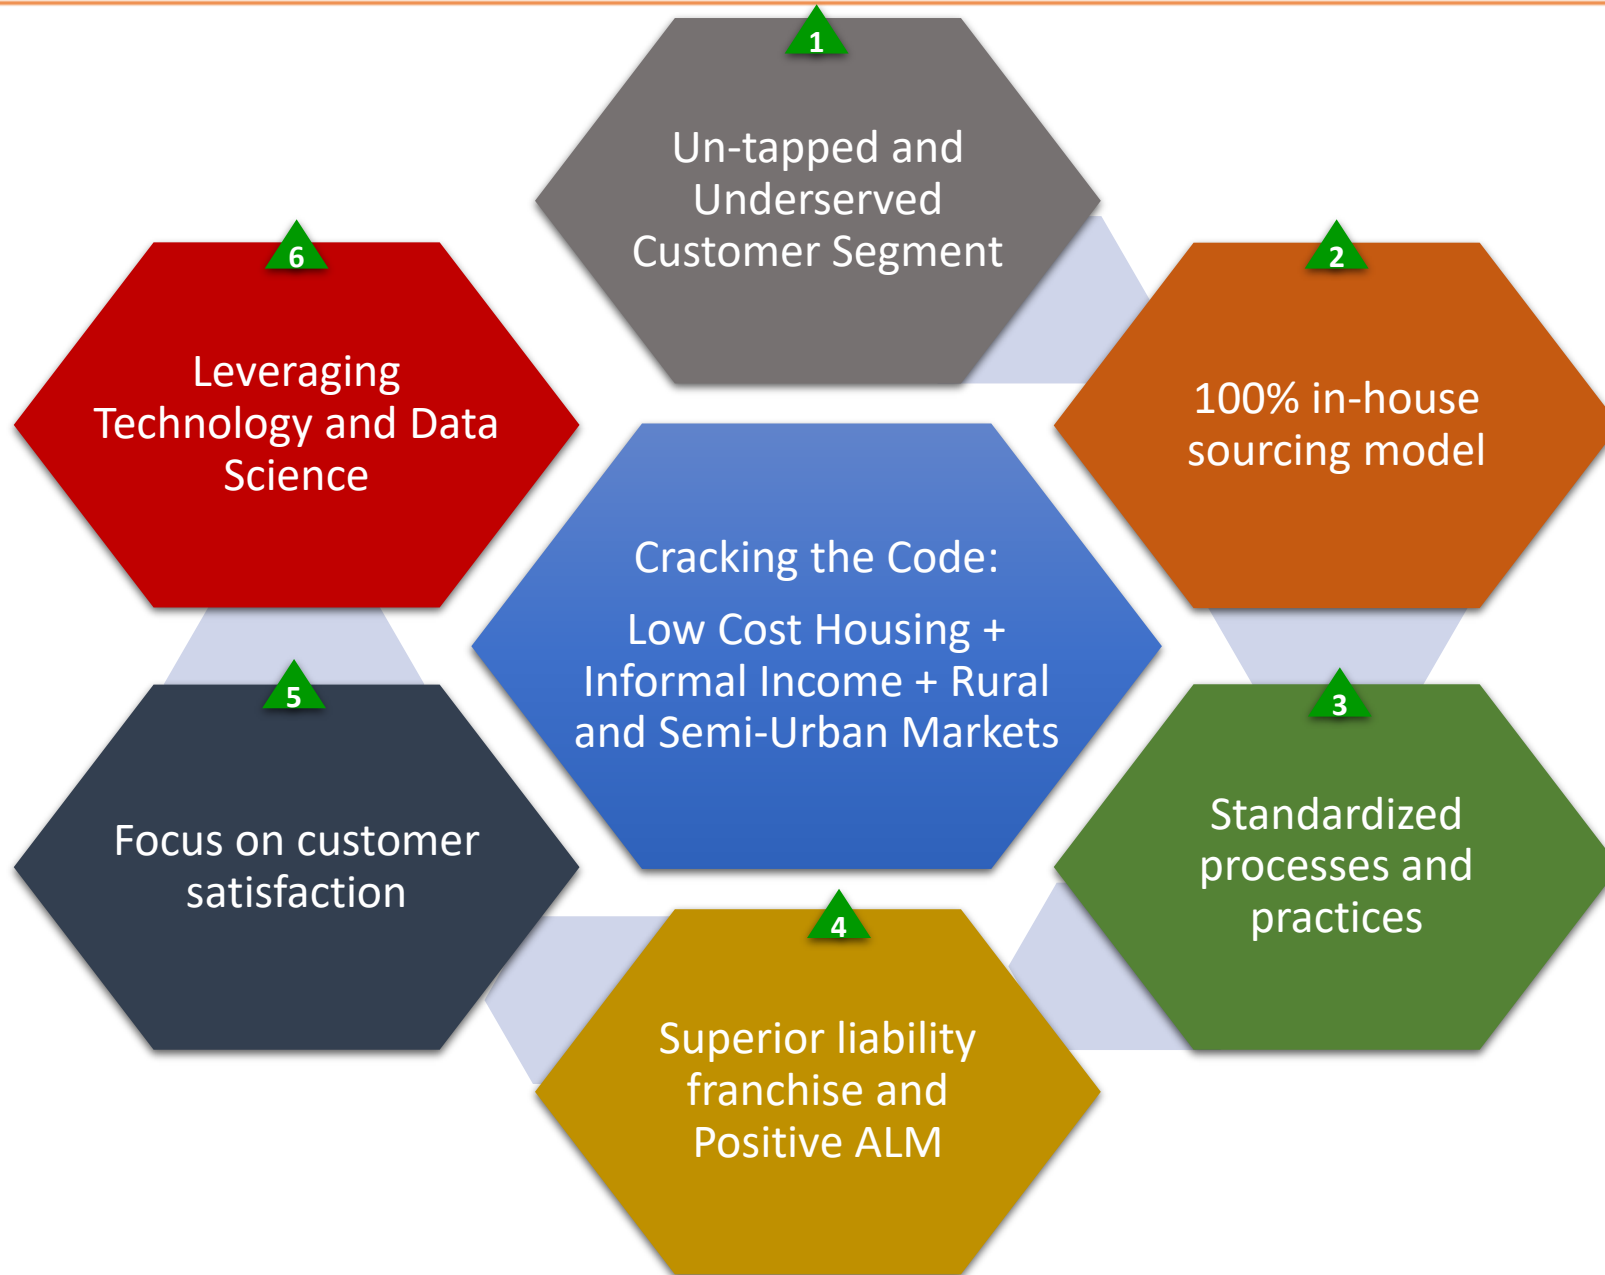 1
Un-tapped and
Underserved
Customer Segment
2
100% in-house
sourcing model
3
Standardized
processes and
practices
4
Superior liability
franchise and
Positive ALM
5
Focus on customer
satisfaction
6
Leveraging
Technology and Data
Science
Cracking the Code:
Low Cost Housing +
Informal Income + Rural
and Semi-Urban Markets